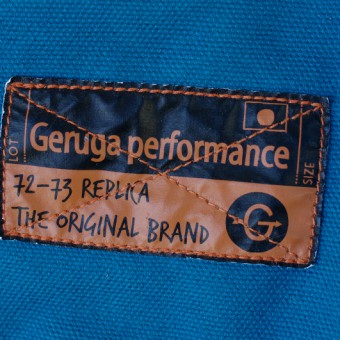 LOT
Geruga performance
SIZE
72-73 REPLICA
THE ORIGINAL BRAND
G